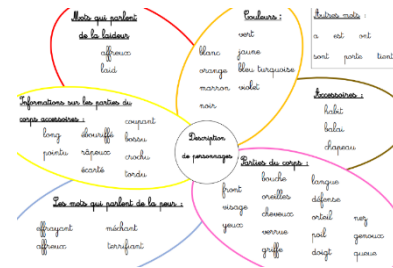 Mots qui parlent
de la laideur
affreux
laid
Couleurs :
vert
blanc jaune
orange bleu turquoise
marron violet
noir
Autres mots :
a est ont
sont porte tient
Accessoires :
habit
balai
chapeau
Informations sur les parties du
corps accessoires :
coupant
long ébouriffé bossu
pointu râpeux crochu
écarté tordu
Description
de personnages
Parties du corps :
bouche langue
front oreilles défense
visage cheveux orteil nez
yeux verrue poil genoux
griffe doigt queue
Les mots qui parlent de la peur :
effrayant méchant
affreux terrifiant